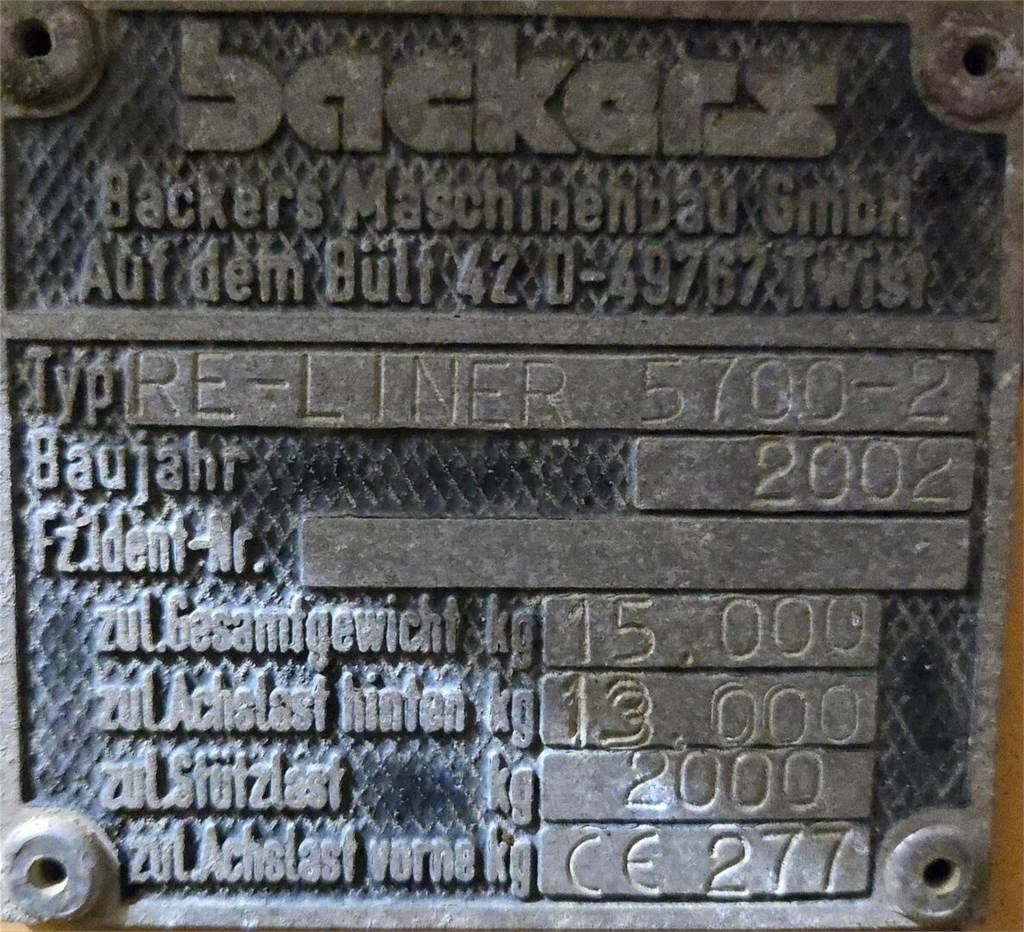 backers
Backers Maschinenbau GmbH
Auf dem Bült 42 D-49767 Twist
Typ RE-LINER 5700-2
Baujahr 2002
Fz.Ident-Nr.
zul.Gesamtgewicht kg 15.000
zul.Achslast hinten kg 13.000
zul.Stützlast kg 2000
zul.Achslast vorne kg CE 277